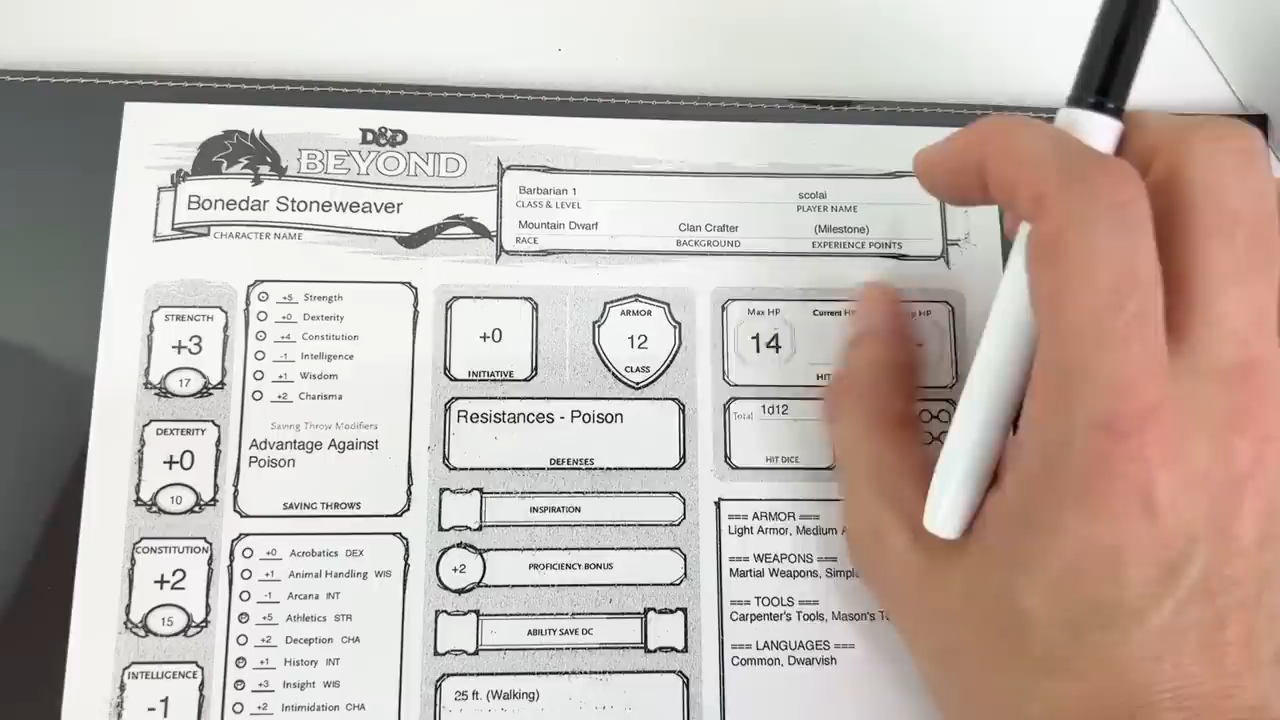 D&D
BEYOND
Bonedar Stoneweaver
CHARACTER NAME
Barbarian 1
CLASS & LEVEL
scolai
PLAYER NAME
Mountain Dwarf
RACE
Clan Crafter
BACKGROUND
(Milestone)
EXPERIENCE POINTS
STRENGTH
+3
17
DEXTERITY
+0
10
CONSTITUTION
+2
15
INTELLIGENCE
-1
+5 Strength
+0 Dexterity
+4 Constitution
-1 Intelligence
+1 Wisdom
+2 Charisma
Saving Throw Modifiers
Advantage Against
Poison
SAVING THROWS
+0 Acrobatics DEX
+1 Animal Handling WIS
-1 Arcana INT
+5 Athletics STR
+2 Deception CHA
+1 History INT
+3 Insight WIS
+2 Intimidation CHA
+0
INITIATIVE
ARMOR
12
CLASS
Resistances - Poison
DEFENSES
INSPIRATION
+2
PROFICIENCY BONUS
ABILITY SAVE DC
25 ft. (Walking)
Max HP
14
Current
HP
Total 1d12
HIT DICE
=== ARMOR ===
Light Armor, Medium
=== WEAPONS ===
Martial Weapons,
=== TOOLS ===
Carpenter's Tools, Mason's
=== LANGUAGES ===
Common, Dwarvish